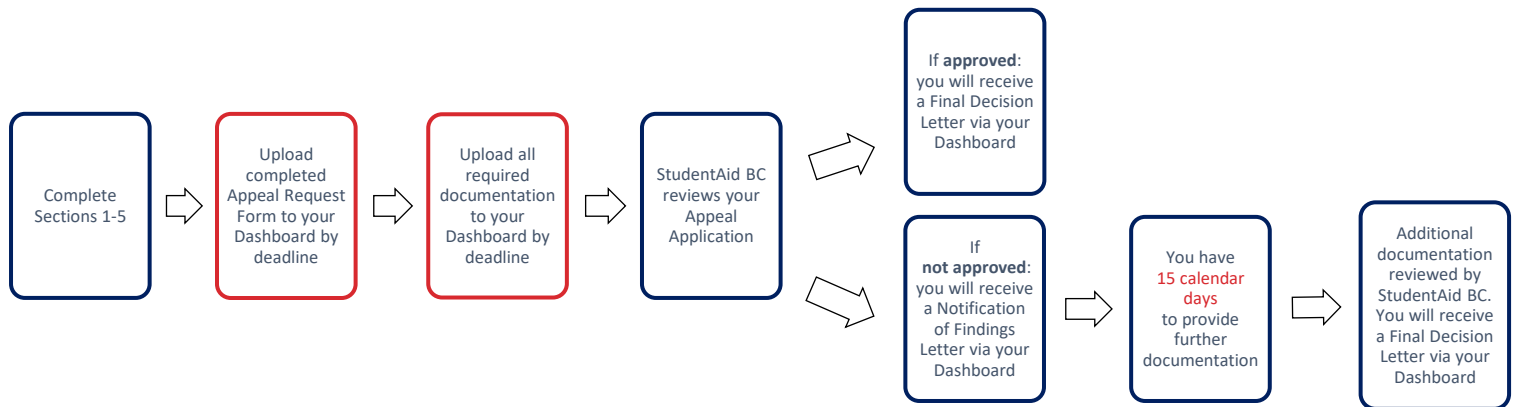 Complete
Sections 1-5
Upload
completed
Appeal Request
Form to your
Dashboard by
deadline
Upload all
required
documentation
to your
Dashboard by
deadline
StudentAid BC
reviews your
Appeal
Application
If approved:
you will receive
a Final Decision
Letter via your
Dashboard
If
not approved:
you will receive
a Notification
of Findings
Letter via your
Dashboard
You have
15 calendar
days
to provide
further
documentation
Additional
documentation
reviewed by
StudentAid BC.
You will receive
a Final Decision
Letter via your
Dashboard